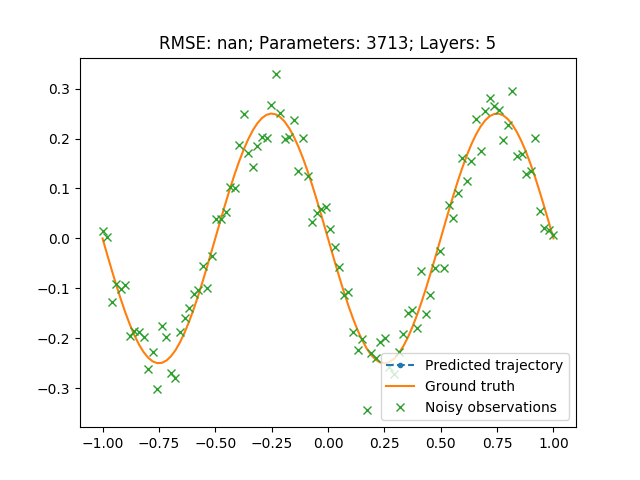 RMSE: nan; Parameters: 3713; Layers: 5
0.3
0.2
0.1
0.0
−0.1
−0.2
−0.3
Predicted trajectory
Ground truth
Noisy observations
−1.00 −0.75 −0.50 −0.25 0.00 0.25 0.50 0.75 1.00